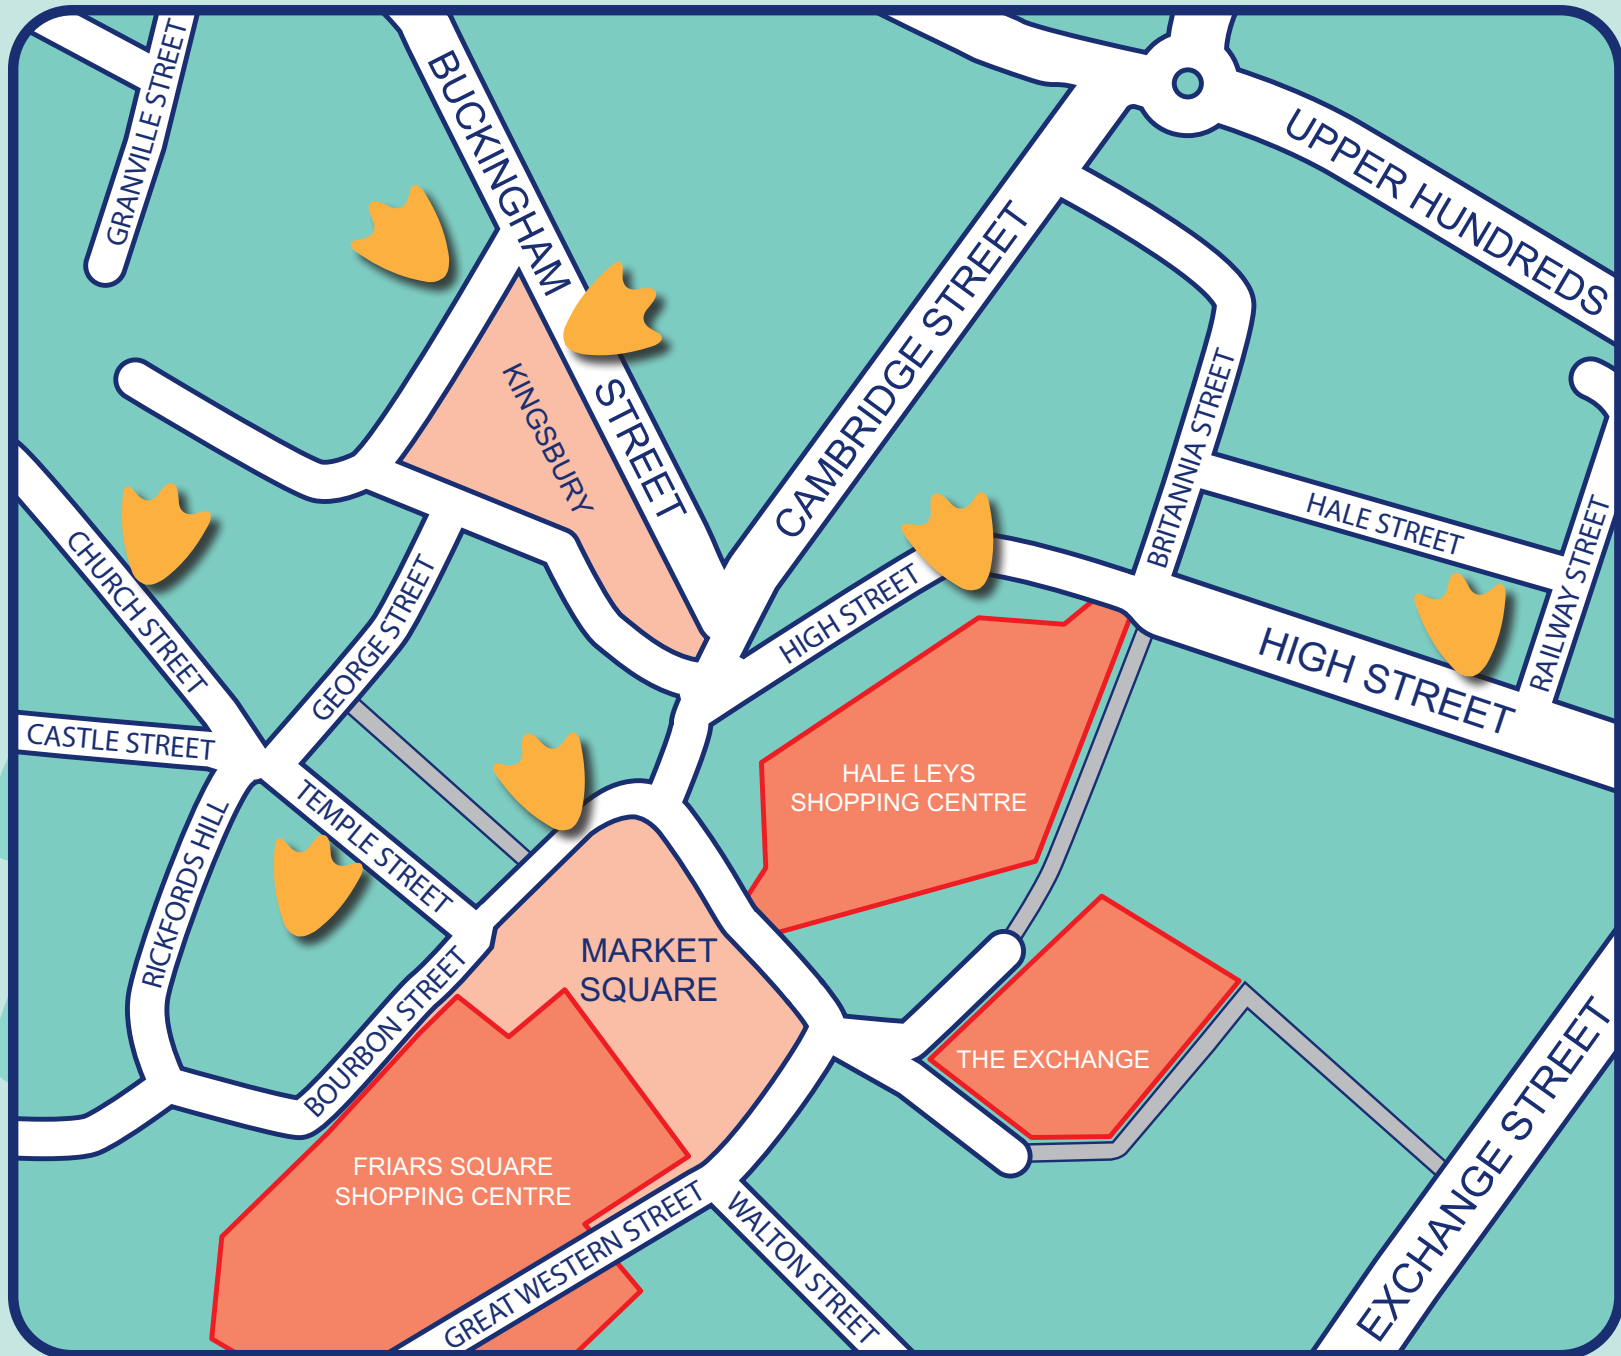 GRANVILLE STREET
BUCKINGHAM
STREET
UPPER HUNDREDS
CAMBRIDGE STREET
KINGSBURY
BRITANNIA STREET
HALE STREET
RAILWAY STREET
CHURCH STREET
GEORGE STREET
HIGH STREET
HIGH STREET
CASTLE STREET
TEMPLE STREET
RICKFORDS HILL
HALE LEYS
SHOPPING CENTRE
MARKET
SQUARE
BOURBON STREET
THE EXCHANGE
FRIARS SQUARE
SHOPPING CENTRE
GREAT WESTERN STREET
WALTON STREET
EXCHANGE STREET